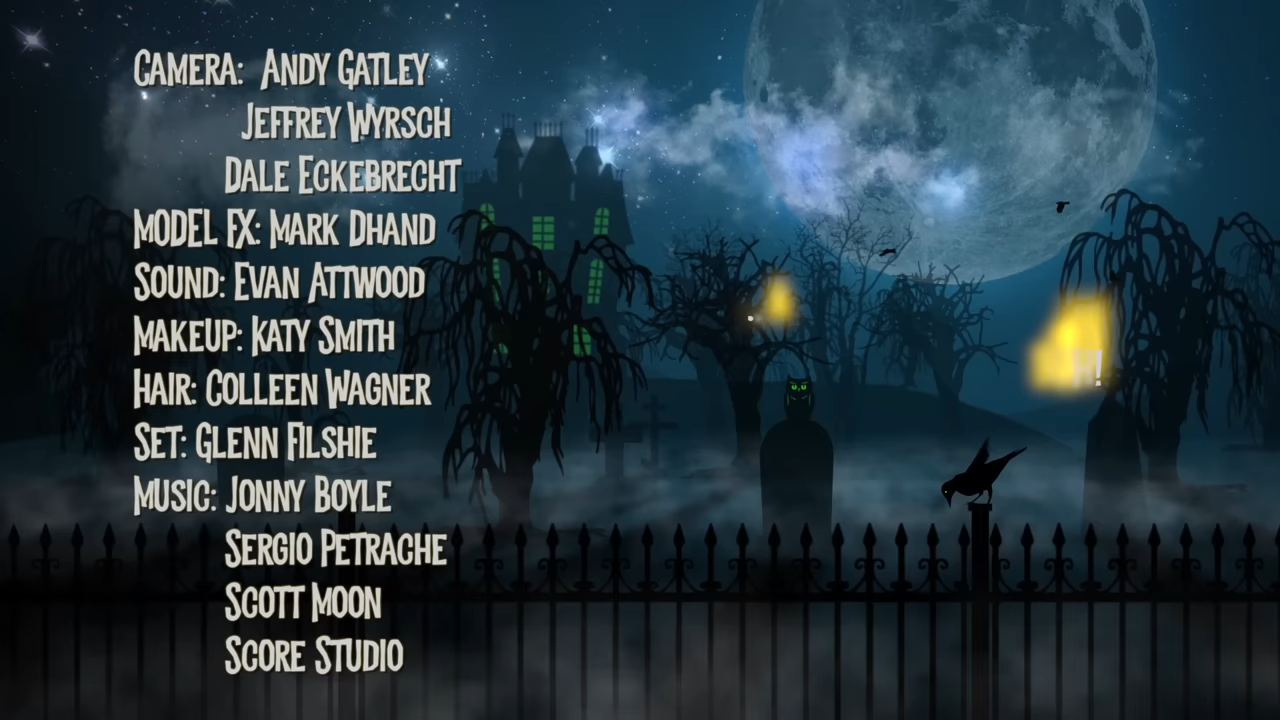 CAMERA: ANDY GATLEY
JEFFREY WYRSCH
DALE ECKEBRECHT
MODEL FX: MARK DHAND
SOUND: EVAN ATTWOOD
MAKEUP: KATY SMITH
HAIR: COLLEEN WAGNER
SET: GLENN FILSHIE
MUSIC: JONNY BOYLE
SERGIO PETRACHE
SCOTT MOON
SCORE STUDIO